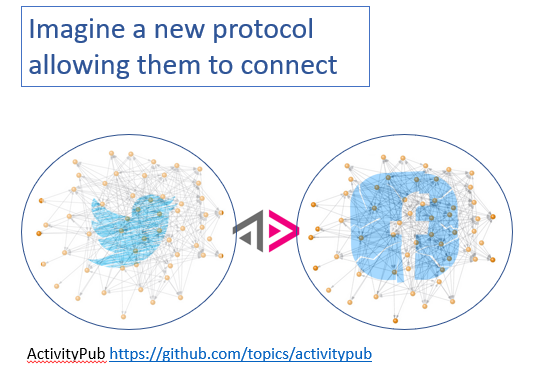 Imagine a new protocol
allowing them to connect
ActivityPub https://github.com/topics/activitypub